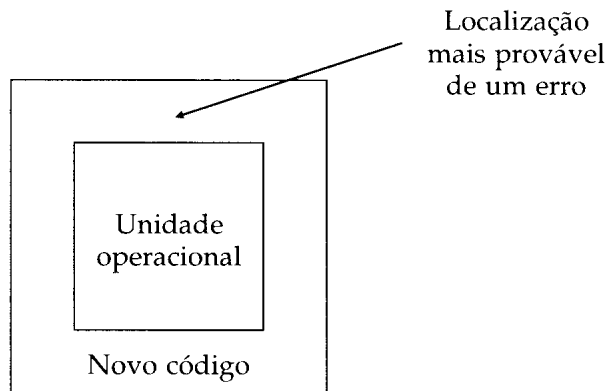 Localização
mais provável
de um erro
Unidade
operacional
Novo código